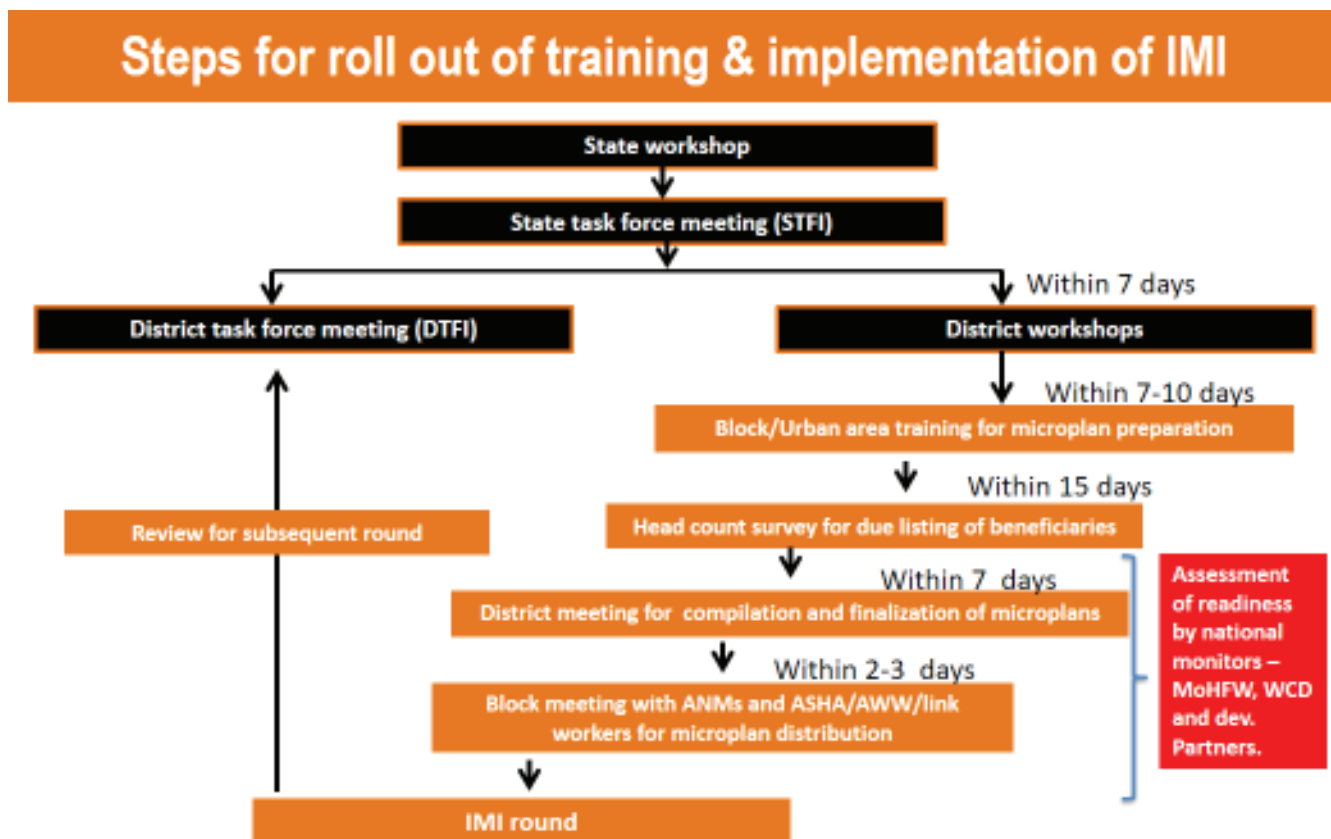 Steps for roll out of training & implementation of IMI
State workshop
State task force meeting (STFI)
Within 7 days
District task force meeting (DTFI)
District workshops
Within 7-10 days
Block/Urban area training for microplan preparation
Within 15 days
Review for subsequent round
Head count survey for due listing of beneficiaries
Within 7 days
District meeting for compilation and finalization of microplans
Within 2-3 days
Block meeting with ANMs and ASHA/AWW/link
workers for microplan distribution
IMI round
Assessment
of readiness
by national
monitors –
MoHFW, WCD
and dev.
Partners.